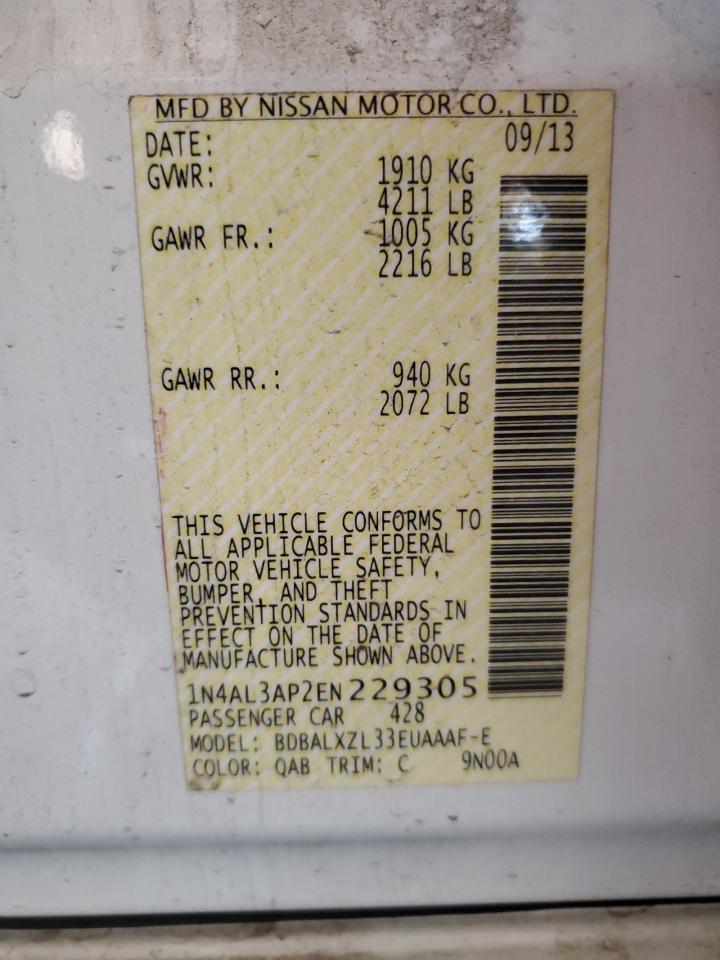 MFD BY NISSAN MOTOR CO., LTD.
DATE: 09/13
GVWR: 1910 KG
4211 LB
GAWR FR.: 1005 KG
2216 LB
GAWR RR.: 940 KG
2072 LB
THIS VEHICLE CONFORMS TO
ALL APPLICABLE FEDERAL
MOTOR VEHICLE SAFETY,
BUMPER, AND THEFT
PREVENTION STANDARDS IN
EFFECT ON THE DATE OF
MANUFACTURE SHOWN ABOVE.
1N4AL3AP2EN229305
PASSENGER CAR 428
MODEL: BDBALXZL33EUAAAF-E
COLOR: QAB TRIM: C 9N00A